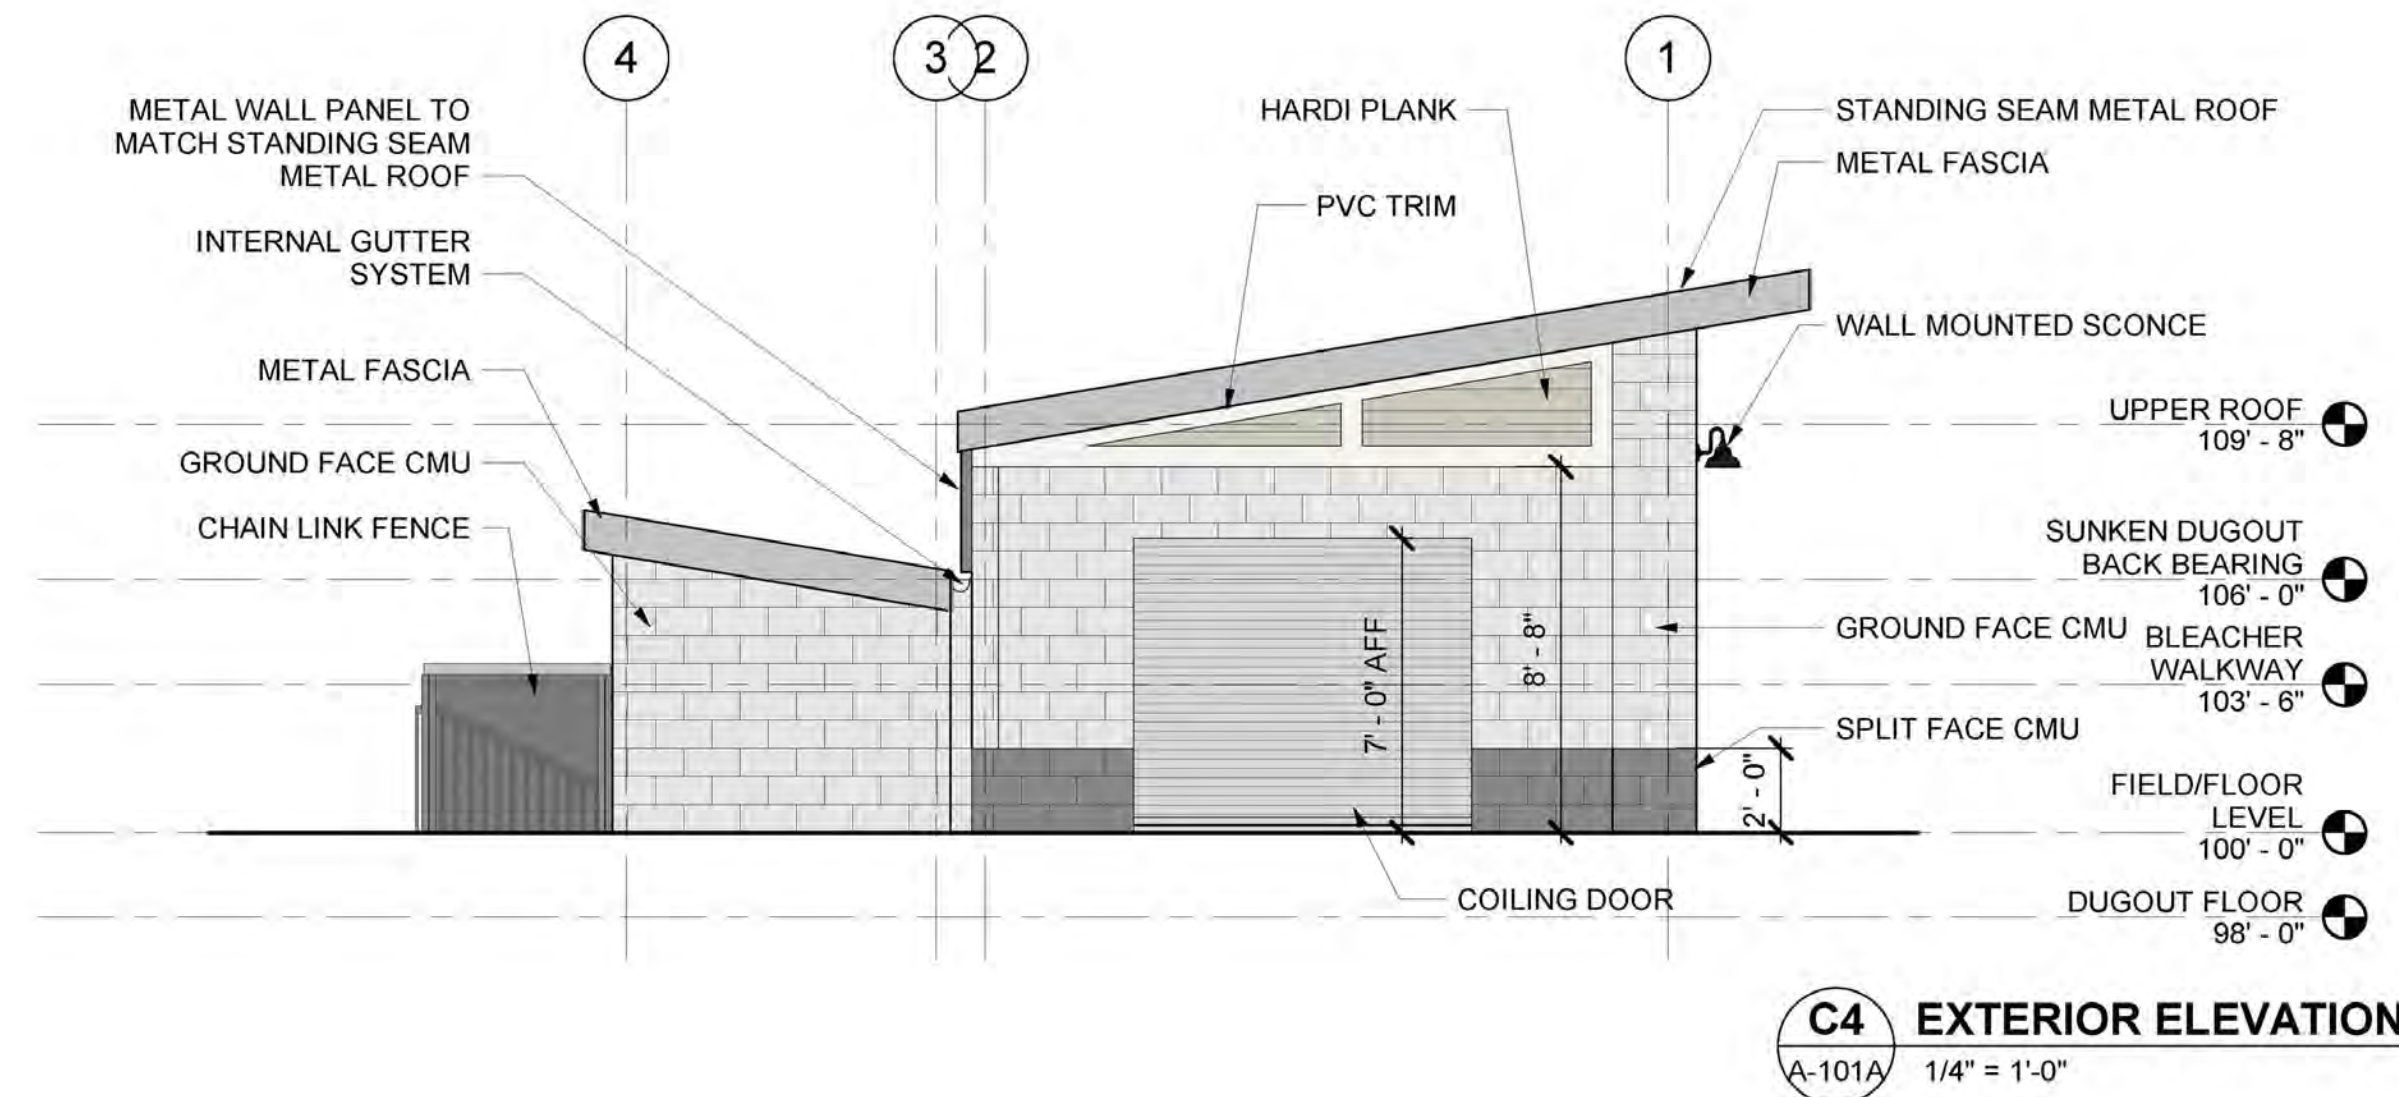 4
3
2
1
METAL WALL PANEL TO
MATCH STANDING SEAM
METAL ROOF
INTERNAL GUTTER
SYSTEM
METAL FASCIA
GROUND FACE CMU
CHAIN LINK FENCE
HARDI PLANK
PVC TRIM
STANDING SEAM METAL ROOF
METAL FASCIA
WALL MOUNTED SCONCE
UPPER ROOF
109' - 8"
SUNKEN DUGOUT
BACK BEARING
106' - 0"
GROUND FACE CMU
BLEACHER
WALKWAY
103' - 6"
SPLIT FACE CMU
FIELD/FLOOR
LEVEL
100' - 0"
DUGOUT FLOOR
98' - 0"
7' - 0" AFF
8' - 8"
2' - 0"
COILING DOOR
C4
EXTERIOR ELEVATION
A-101A
1/4" = 1'-0"